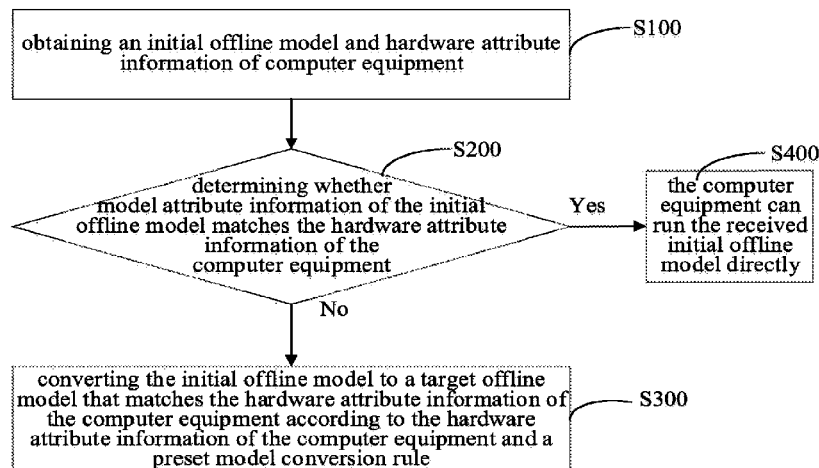 obtaining an initial offline model and hardware attribute
information of computer equipment
S100
S200
determining whether
model attribute information of the initial
offline model matches the hardware attribute
information of the
computer equipment
Yes
S400
the computer
equipment can
run the received
initial offline
model directly
No
converting the initial offline model to a target offline
model that matches the hardware attribute information of
the computer equipment according to the hardware
attribute information of the computer equipment and a
preset model conversion rule
S300